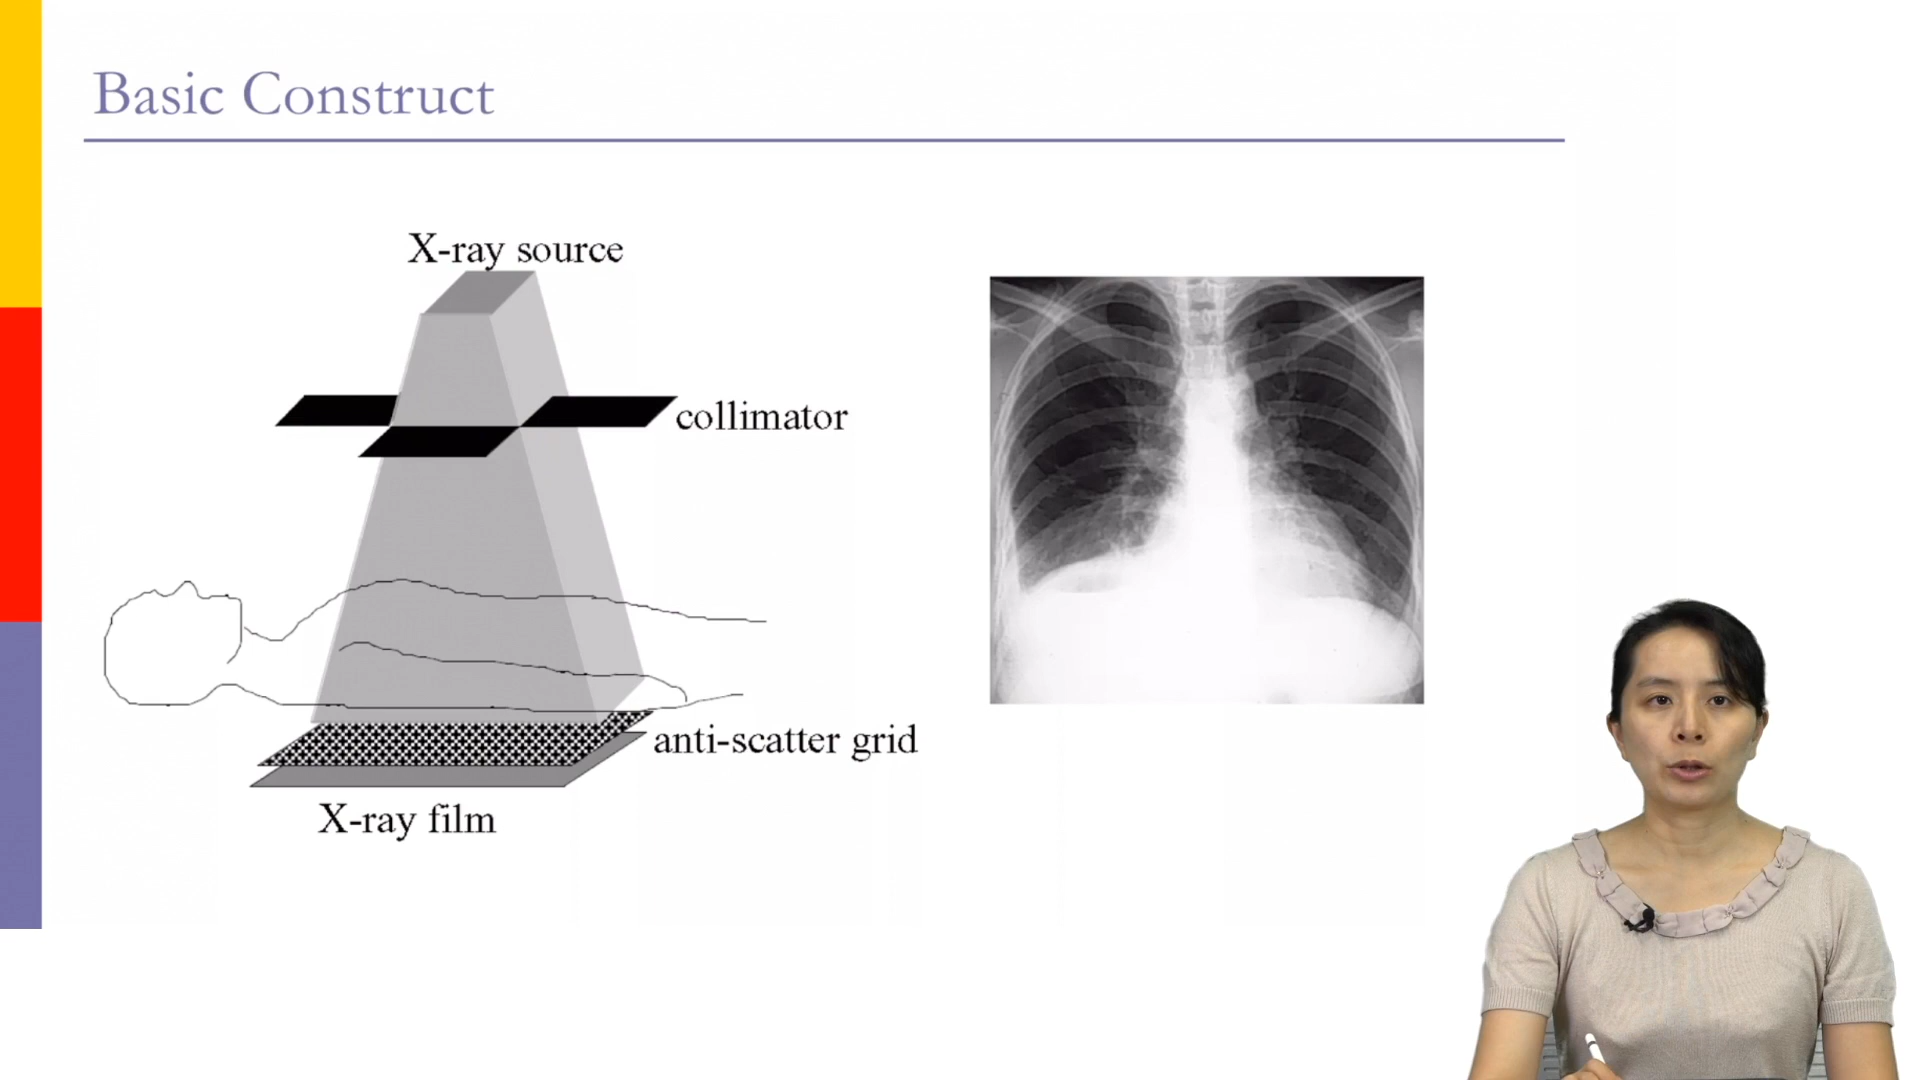 Basic Construct
X-ray source
collimator
anti-scatter grid
X-ray film